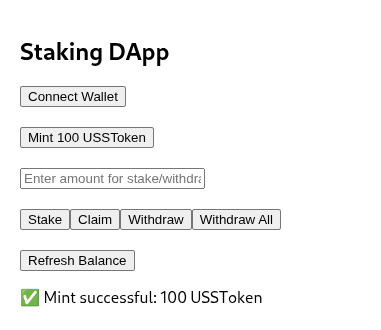 Staking DApp
Connect Wallet
Mint 100 USSToken
Enter amount for stake/withdra
Stake Claim Withdraw Withdraw All
Refresh Balance
✅ Mint successful: 100 USSToken